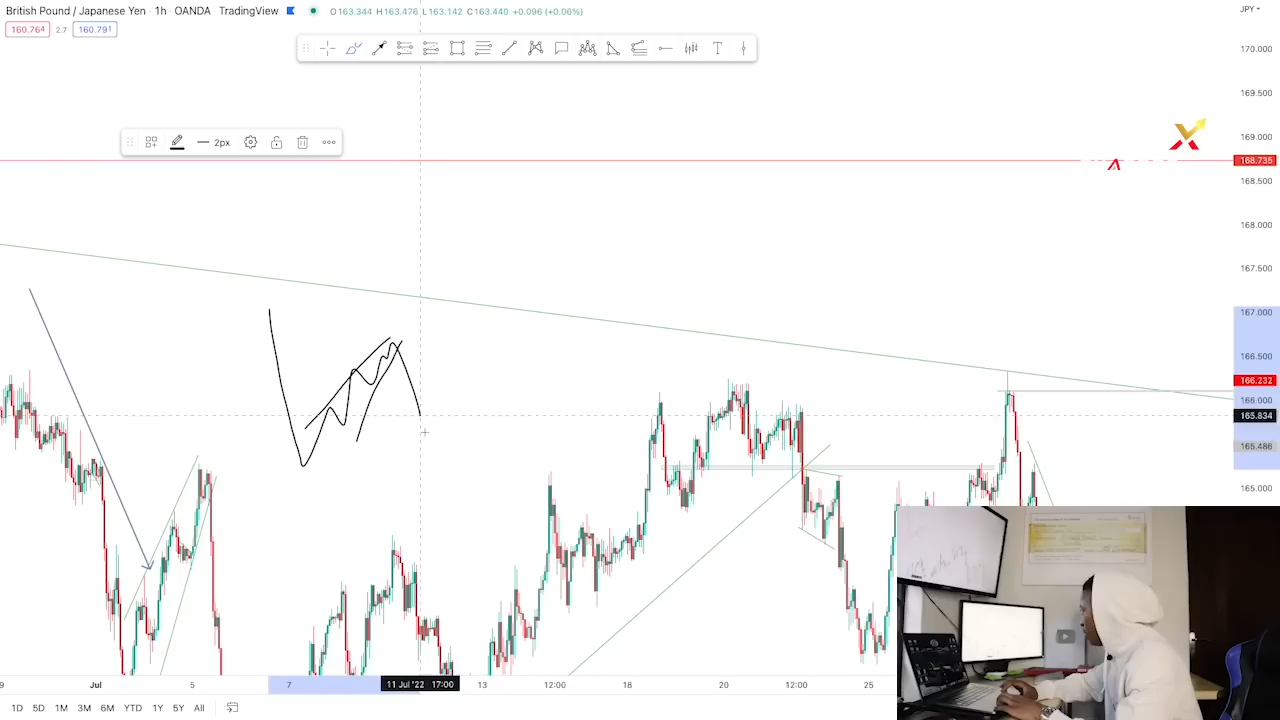 British Pound / Japanese Yen · 1h · OANDA · TradingView O163.344 H163.476 L163.142 C163.440 +0.096 (+0.06%) JPY
160.764 2.7 160.791
170.000
169.500
169.000
2px
168.735
168.500
168.000
167.500
167.000
166.500
166.232
166.000
165.834
165.486
165.000
Jul 5 7 11 Jul '22 17:00 13 12:00 18 20 12:00 25
1D 5D 1M 3M 6M YTD 1Y 5Y All